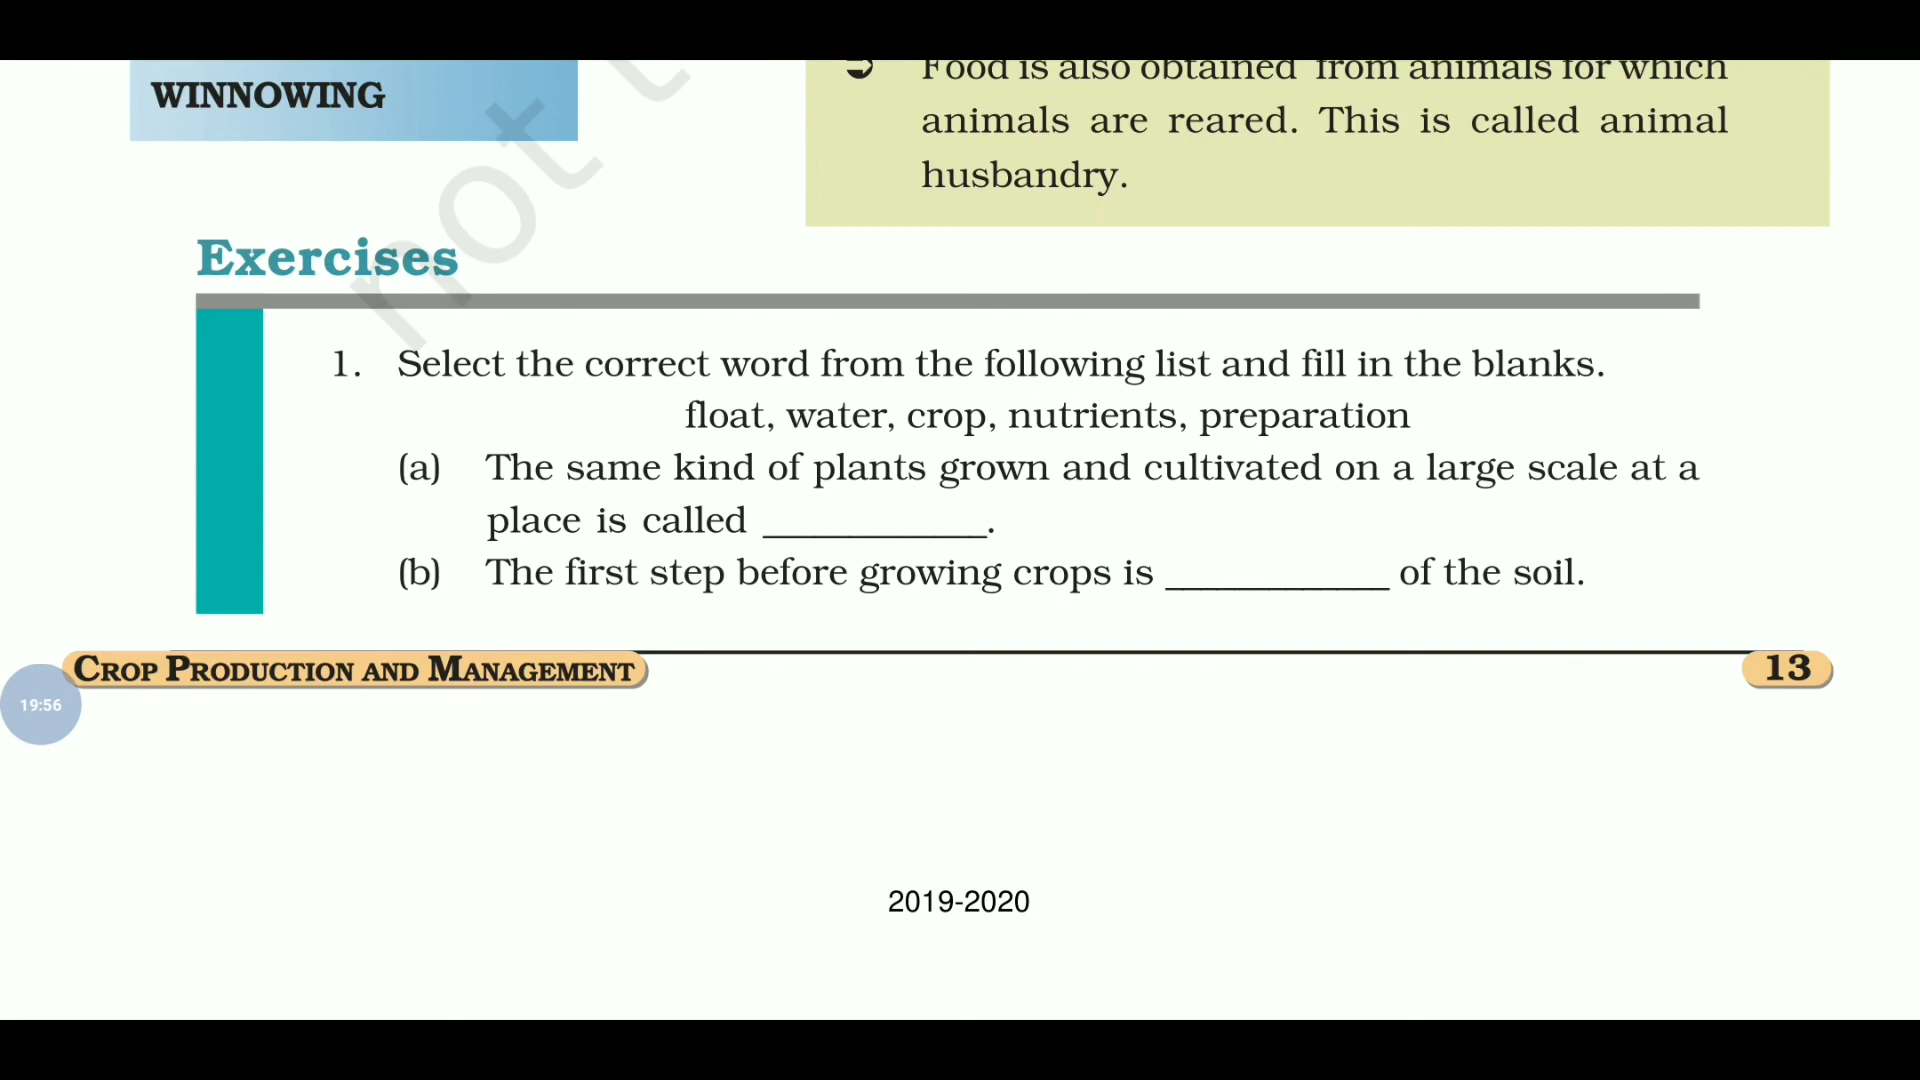 WINNOWING
➲ Food is also obtained from animals for which
animals are reared. This is called animal
husbandry.
not t
Exercises
1. Select the correct word from the following list and fill in the blanks.
float, water, crop, nutrients, preparation
(a) The same kind of plants grown and cultivated on a large scale at a
place is called ____________.
(b) The first step before growing crops is ____________ of the soil.
CROP PRODUCTION AND MANAGEMENT
13
19:56
2019-2020